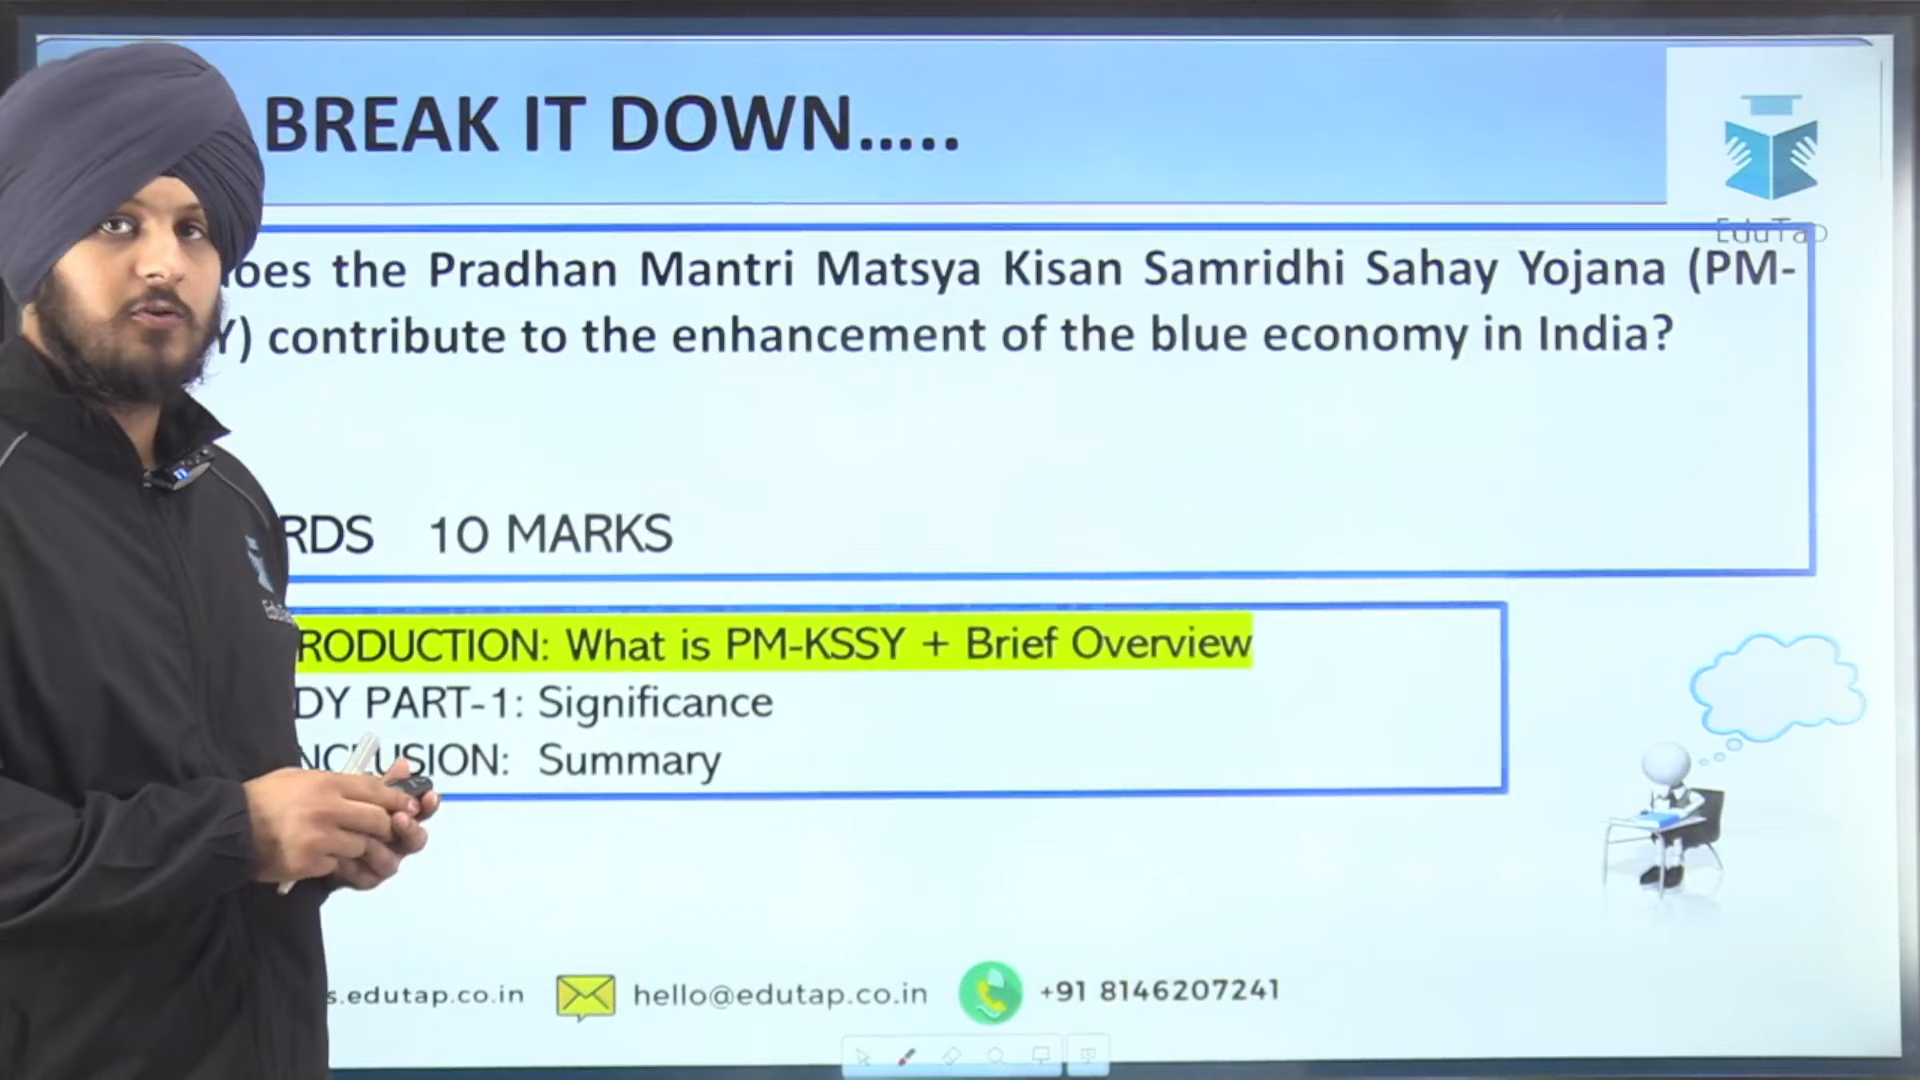 BREAK IT DOWN.....
EduTap
does the Pradhan Mantri Matsya Kisan Samridhi Sahay Yojana (PM-
Y) contribute to the enhancement of the blue economy in India?
RDS 10 MARKS
RODUCTION: What is PM-KSSY + Brief Overview
DY PART-1: Significance
NCLUSION: Summary
s.edutap.co.in hello@edutap.co.in +91 8146207241